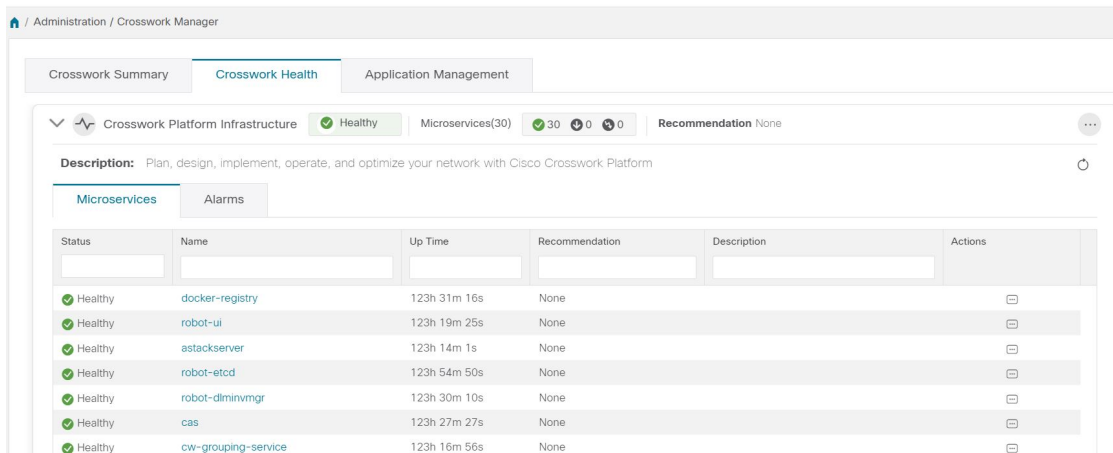 / Administration / Crosswork Manager
Crosswork Summary Crosswork Health Application Management
Crosswork Platform Infrastructure Healthy Microservices(30) 30 0 0 Recommendation None
Description: Plan, design, implement, operate, and optimize your network with Cisco Crosswork Platform
Microservices Alarms
Status Name Up Time Recommendation Description Actions
Healthy docker-registry 123h 31m 16s None
Healthy robot-ui 123h 19m 25s None
Healthy astackserver 123h 14m 1s None
Healthy robot-etcd 123h 54m 50s None
Healthy robot-dlminvmgr 123h 30m 10s None
Healthy cas 123h 27m 27s None
Healthy cw-grouping-service 123h 16m 56s None